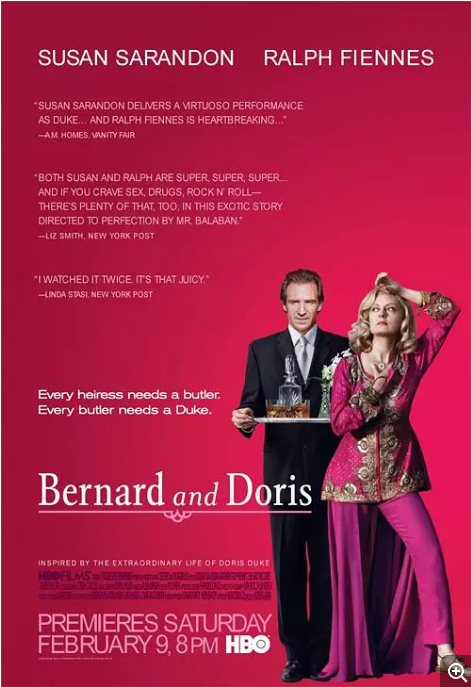 SUSAN SARANDON RALPH FIENNES
“SUSAN SARANDON DELIVERS A VIRTUOSO PERFORMANCE
AS DUKE... AND RALPH FIENNES IS HEARTBREAKING...”
—A.M. HOMES, VANITY FAIR
“BOTH SUSAN AND RALPH ARE SUPER, SUPER, SUPER...
AND IF YOU CRAVE SEX, DRUGS, ROCK N’ ROLL—
THERE’S PLENTY OF THAT, TOO, IN THIS EXOTIC STORY
DIRECTED TO PERFECTION BY MR. BALABAN.”
—LIZ SMITH, NEW YORK POST
“I WATCHED IT TWICE. IT’S THAT JUICY.”
—LINDA STASI, NEW YORK POST
Every heiress needs a butler.
Every butler needs a Duke.
Bernard and Doris
INSPIRED BY THE EXTRAORDINARY LIFE OF DORIS DUKE
HBO FILMS
PREMIERES SATURDAY
FEBRUARY 9, 8PM HBO